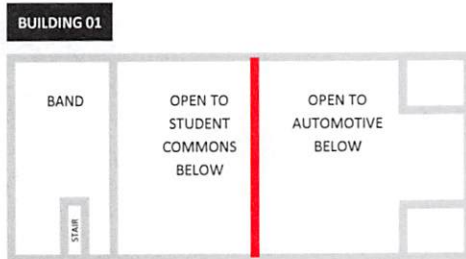 BUILDING 01
BAND
OPEN TO
STUDENT
COMMONS
BELOW
OPEN TO
AUTOMOTIVE
BELOW
STAIR